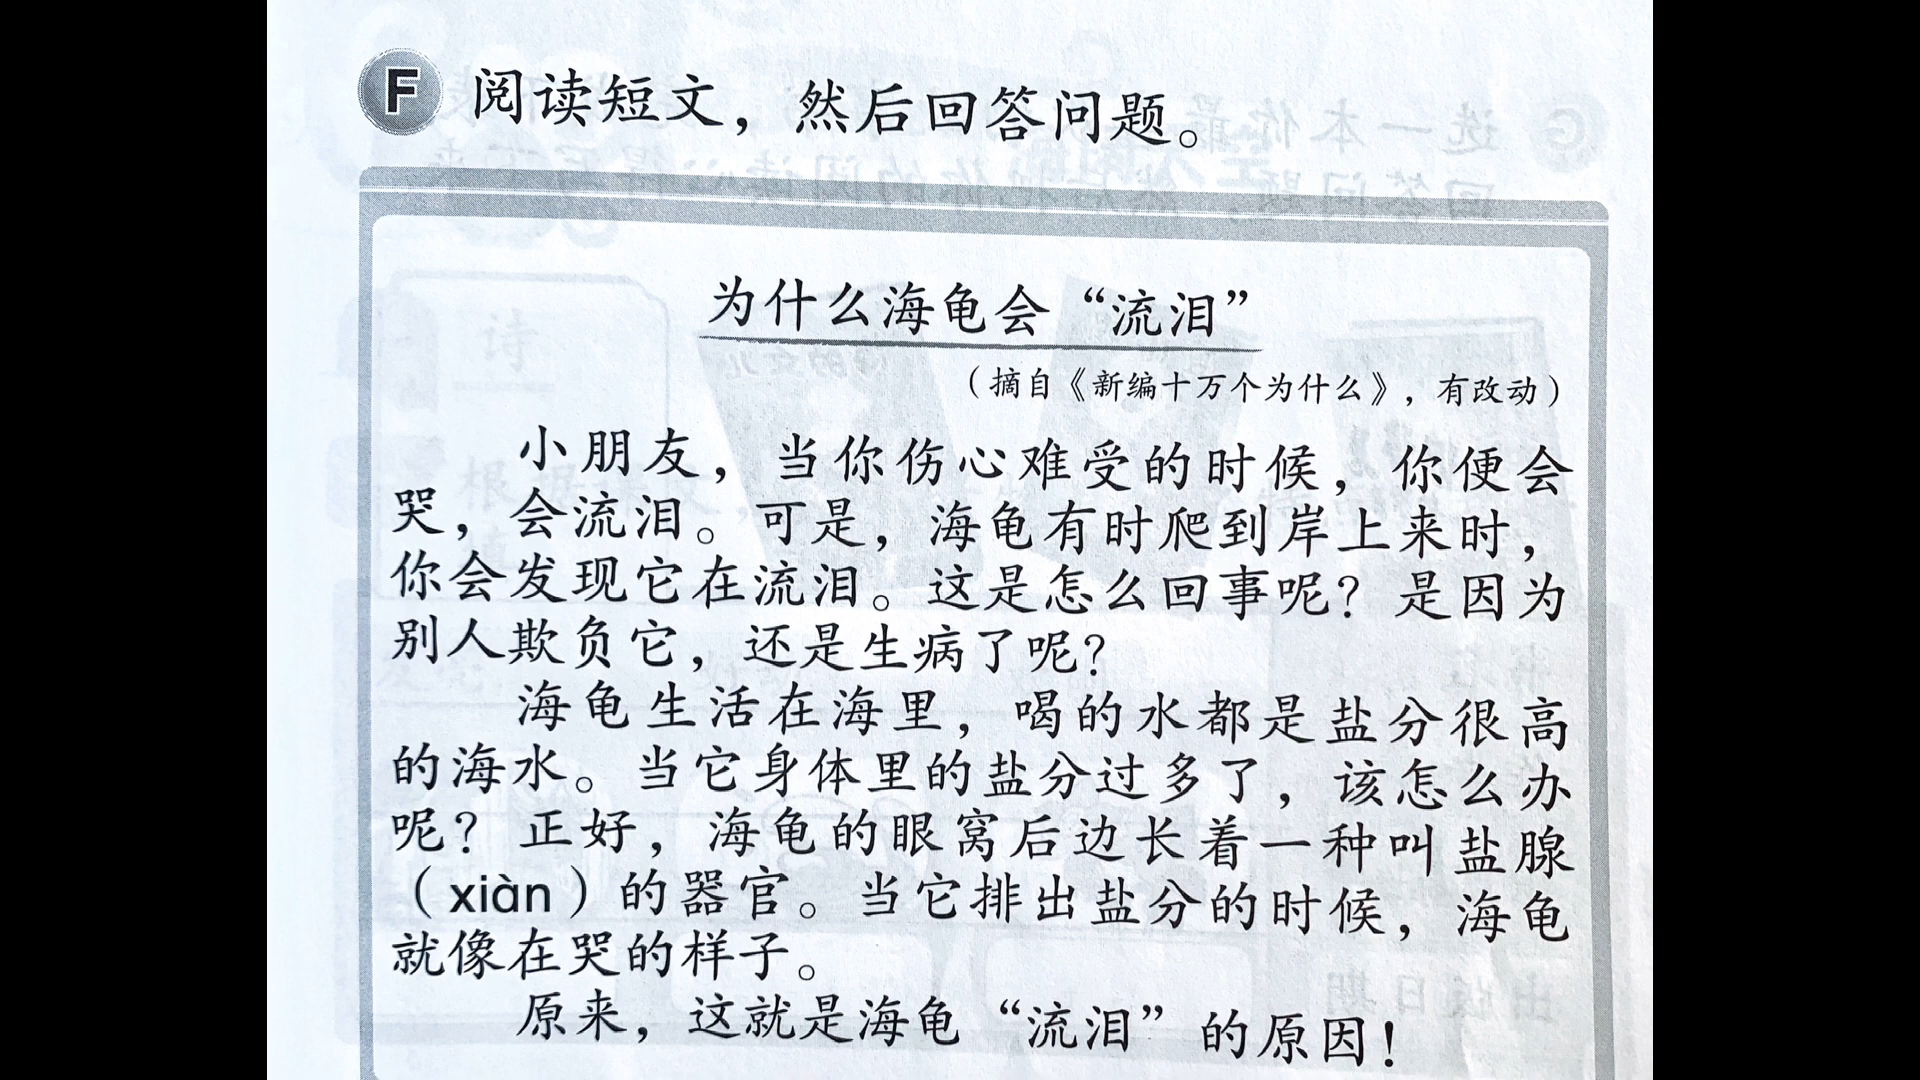 F 阅读短文，然后回答问题。
为什么海龟会“流泪”
（摘自《新编十万个为什么》，有改动）
小朋友，当你伤心难受的时候，你便会
哭，会流泪。可是，海龟有时爬到岸上来时，
你会发现它在流泪。这是怎么回事呢？是因为
别人欺负它，还是生病了呢？
海龟生活在海里，喝的水都是盐分很高
的海水。当它身体里的盐分过多了，该怎么办
呢？正好，海龟的眼窝后边长着一种叫盐腺
（xiàn）的器官。当它排出盐分的时候，海龟
就像在哭的样子。
原来，这就是海龟“流泪”的原因！